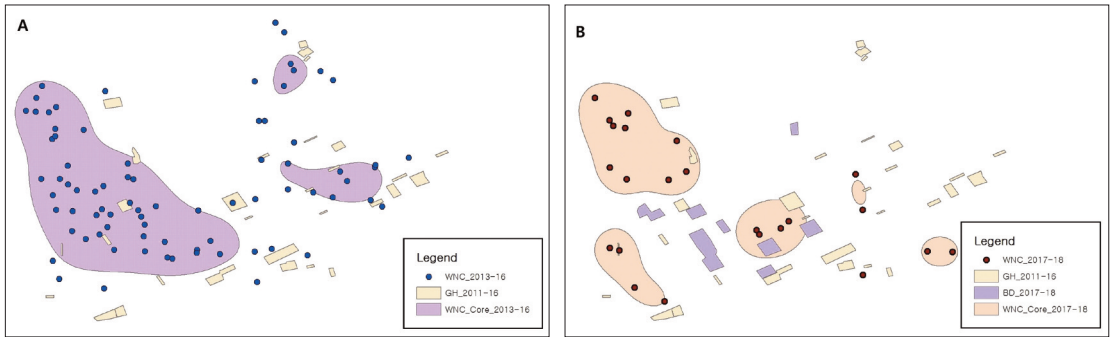 A
Legend
WNC_2013-16
GH_2011-16
WNC_Core_2013-16
B
Legend
WNC_2017-18
GH_2011-16
BD_2017-18
WNC_Core_2017-18